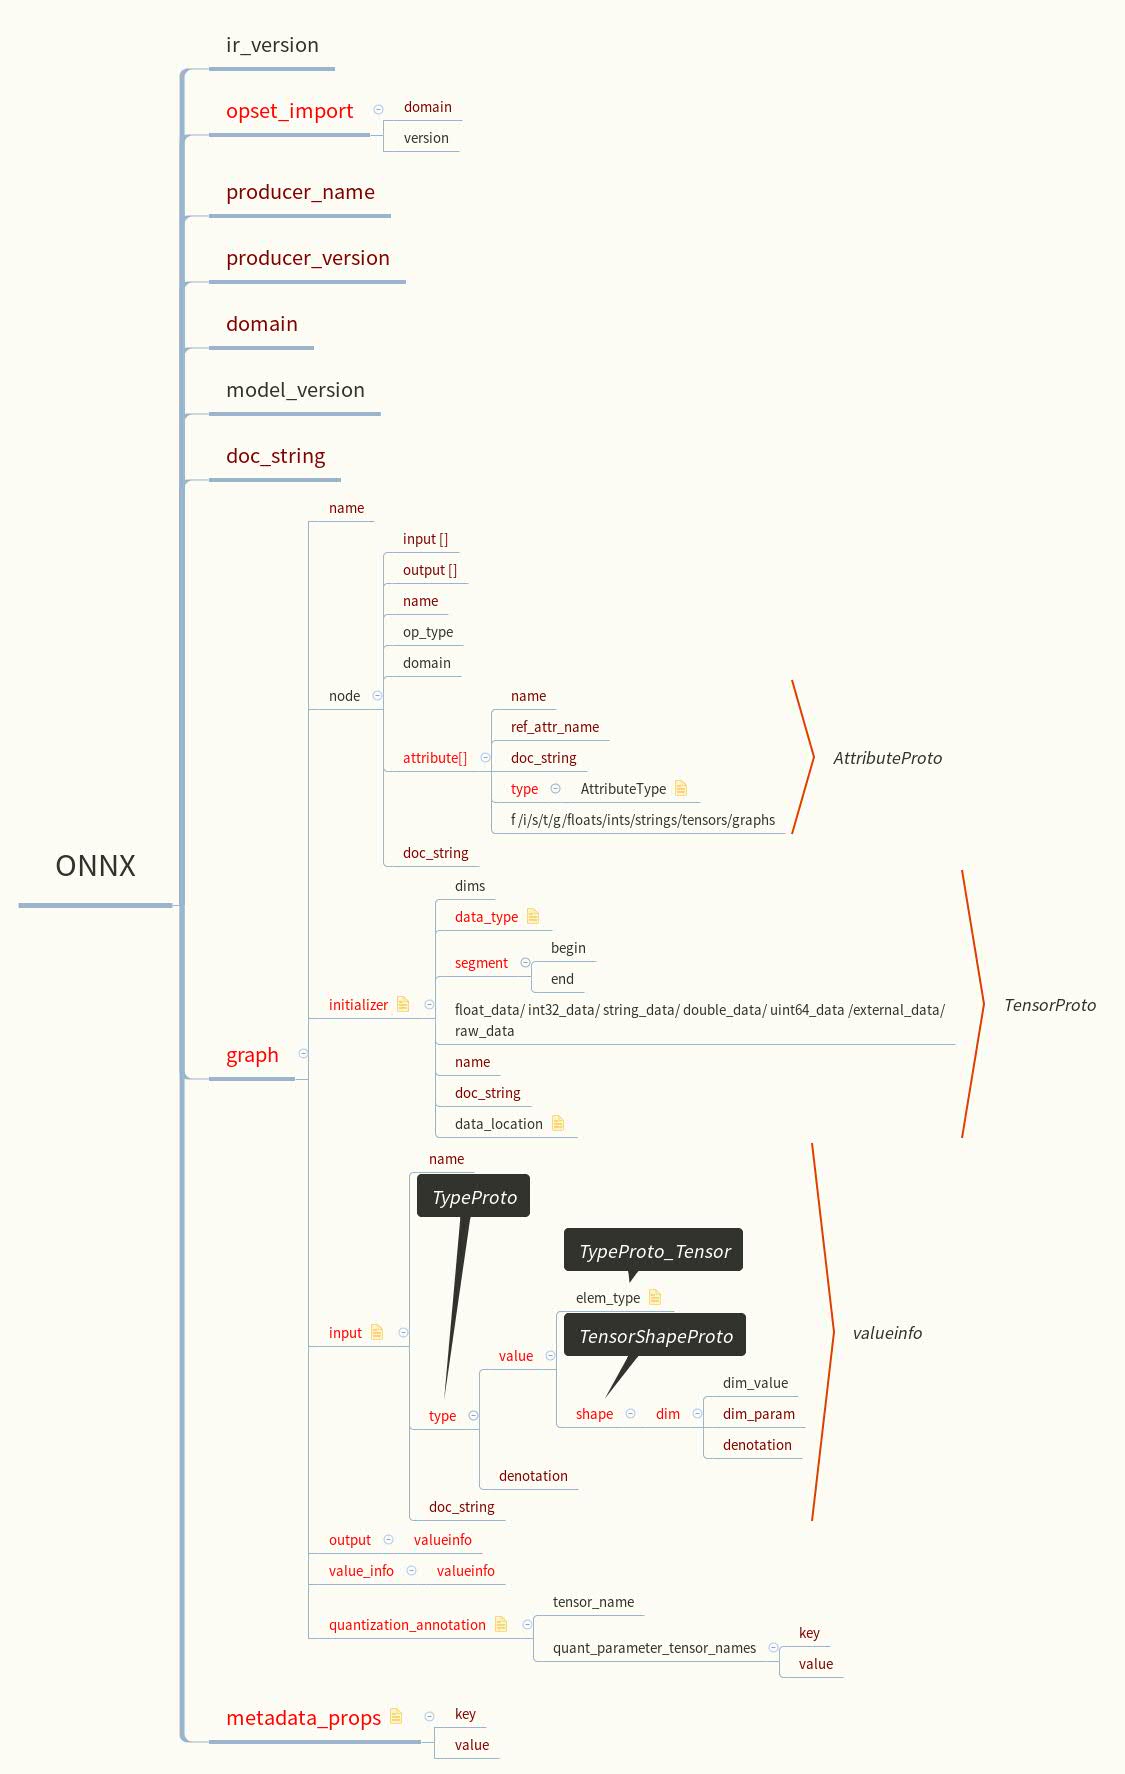 ir_version
opset_import
domain
version
producer_name
producer_version
domain
model_version
doc_string
name
input []
output []
name
op_type
domain
node
name
ref_attr_name
attribute[]
doc_string
AttributeProto
type
AttributeType
f /i/s/t/g/floats/ints/strings/tensors/graphs
doc_string
ONNX
dims
data_type
begin
segment
end
initializer
float_data/ int32_data/ string_data/ double_data/ uint64_data /external_data/
raw_data
TensorProto
graph
name
doc_string
data_location
name
TypeProto
TypeProto_Tensor
elem_type
input
TensorShapeProto
valueinfo
value
dim_value
type
shape
dim
dim_param
denotation
denotation
doc_string
output
valueinfo
value_info
valueinfo
tensor_name
quantization_annotation
key
quant_parameter_tensor_names
value
metadata_props
key
value